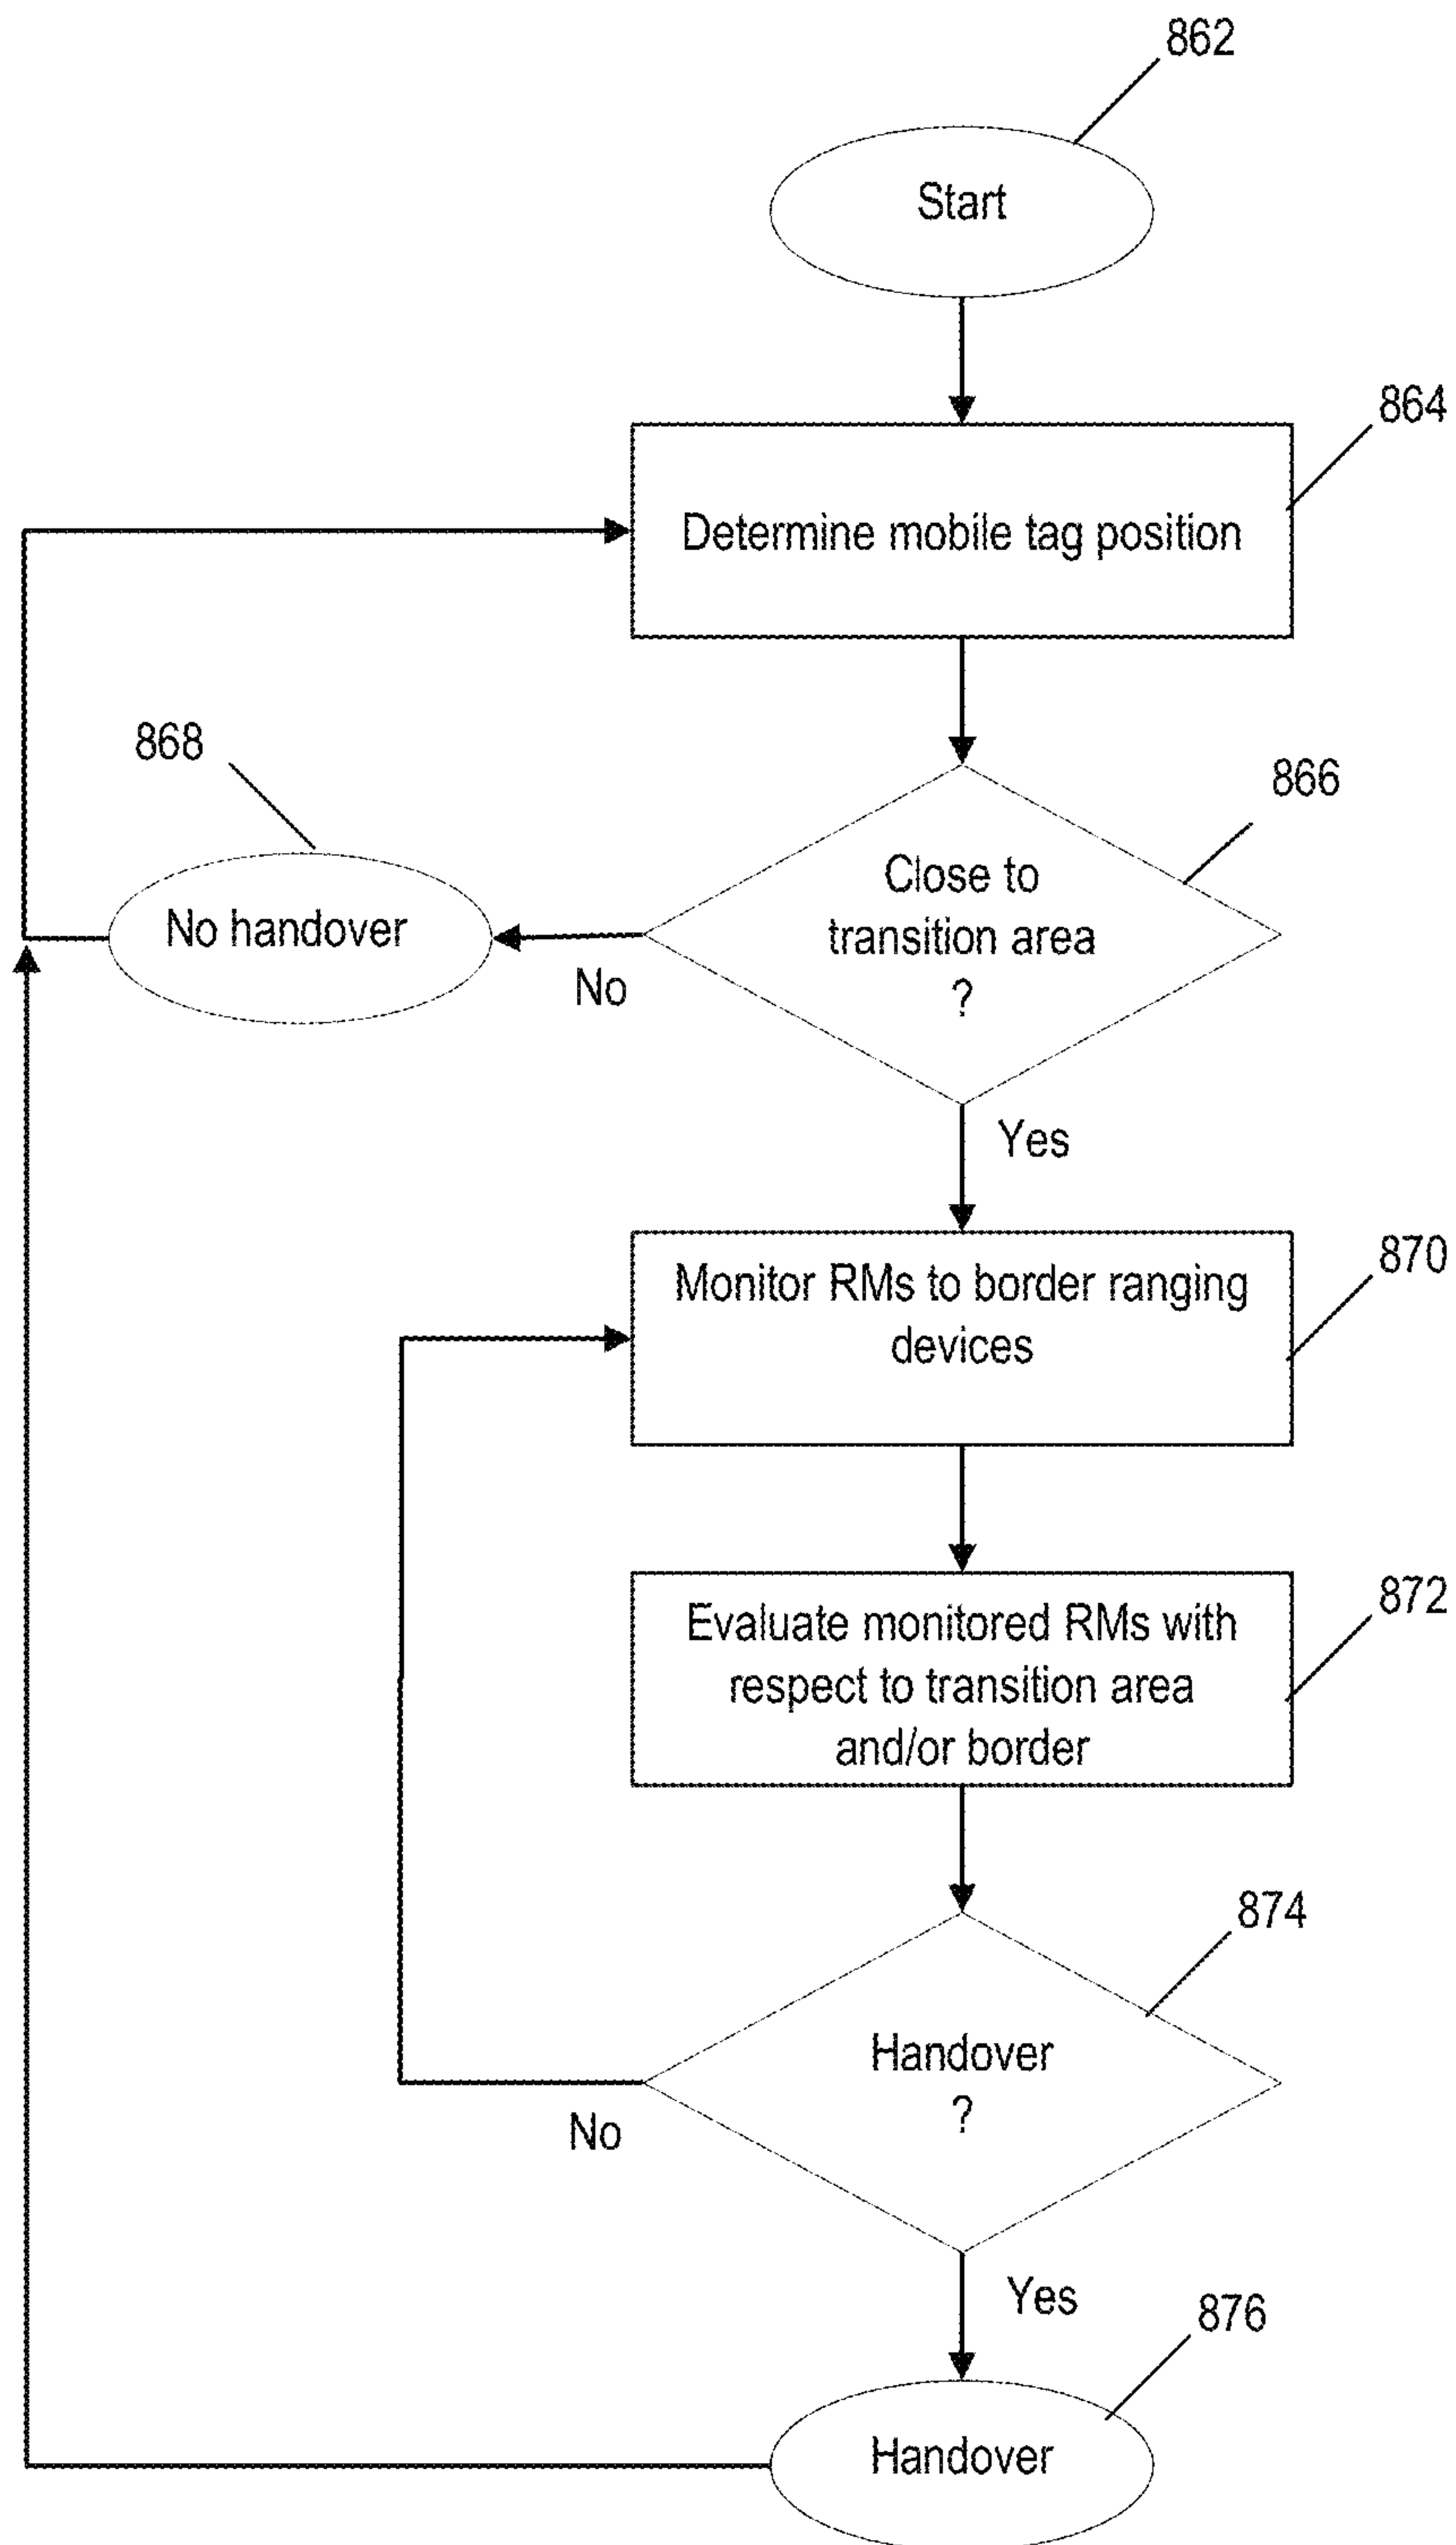 862
Start
864
Determine mobile tag position
868
866
Close to
transition area
?
No handover
No
Yes
870
Monitor RMs to border ranging
devices
872
Evaluate monitored RMs with
respect to transition area
and/or border
874
Handover
?
No
Yes
876
Handover